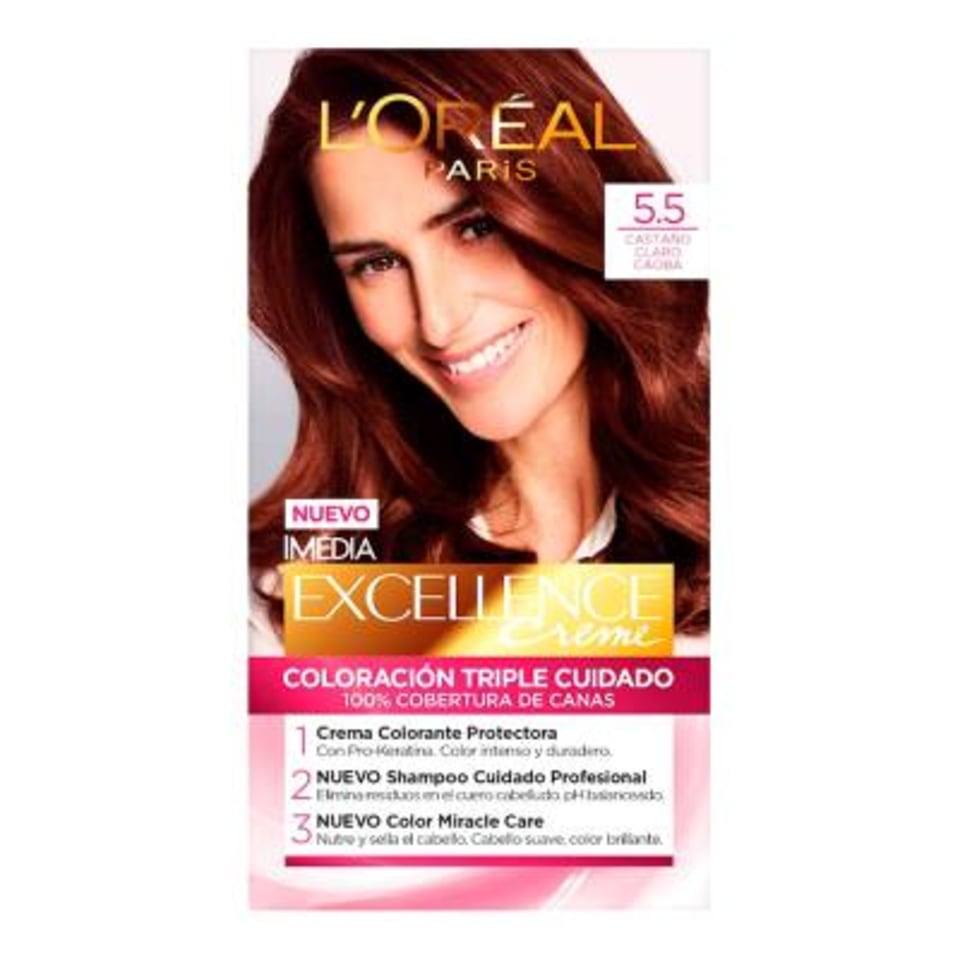 L'ORÉAL
PARiS
5.5
CASTAÑO
CLARO
CAOBA
NUEVO
IMEDIA
EXCELLENCE
Creme
COLORACIÓN TRIPLE CUIDADO
100% COBERTURA DE CANAS
1 Crema Colorante Protectora
Con Pro-Keratina. Color intenso y duradero.
2 NUEVO Shampoo Cuidado Profesional
Elimina residuos en el cuero cabelludo. pH balanceado.
3 NUEVO Color Miracle Care
Nutre y sella el cabello. Cabello suave, color brillante.